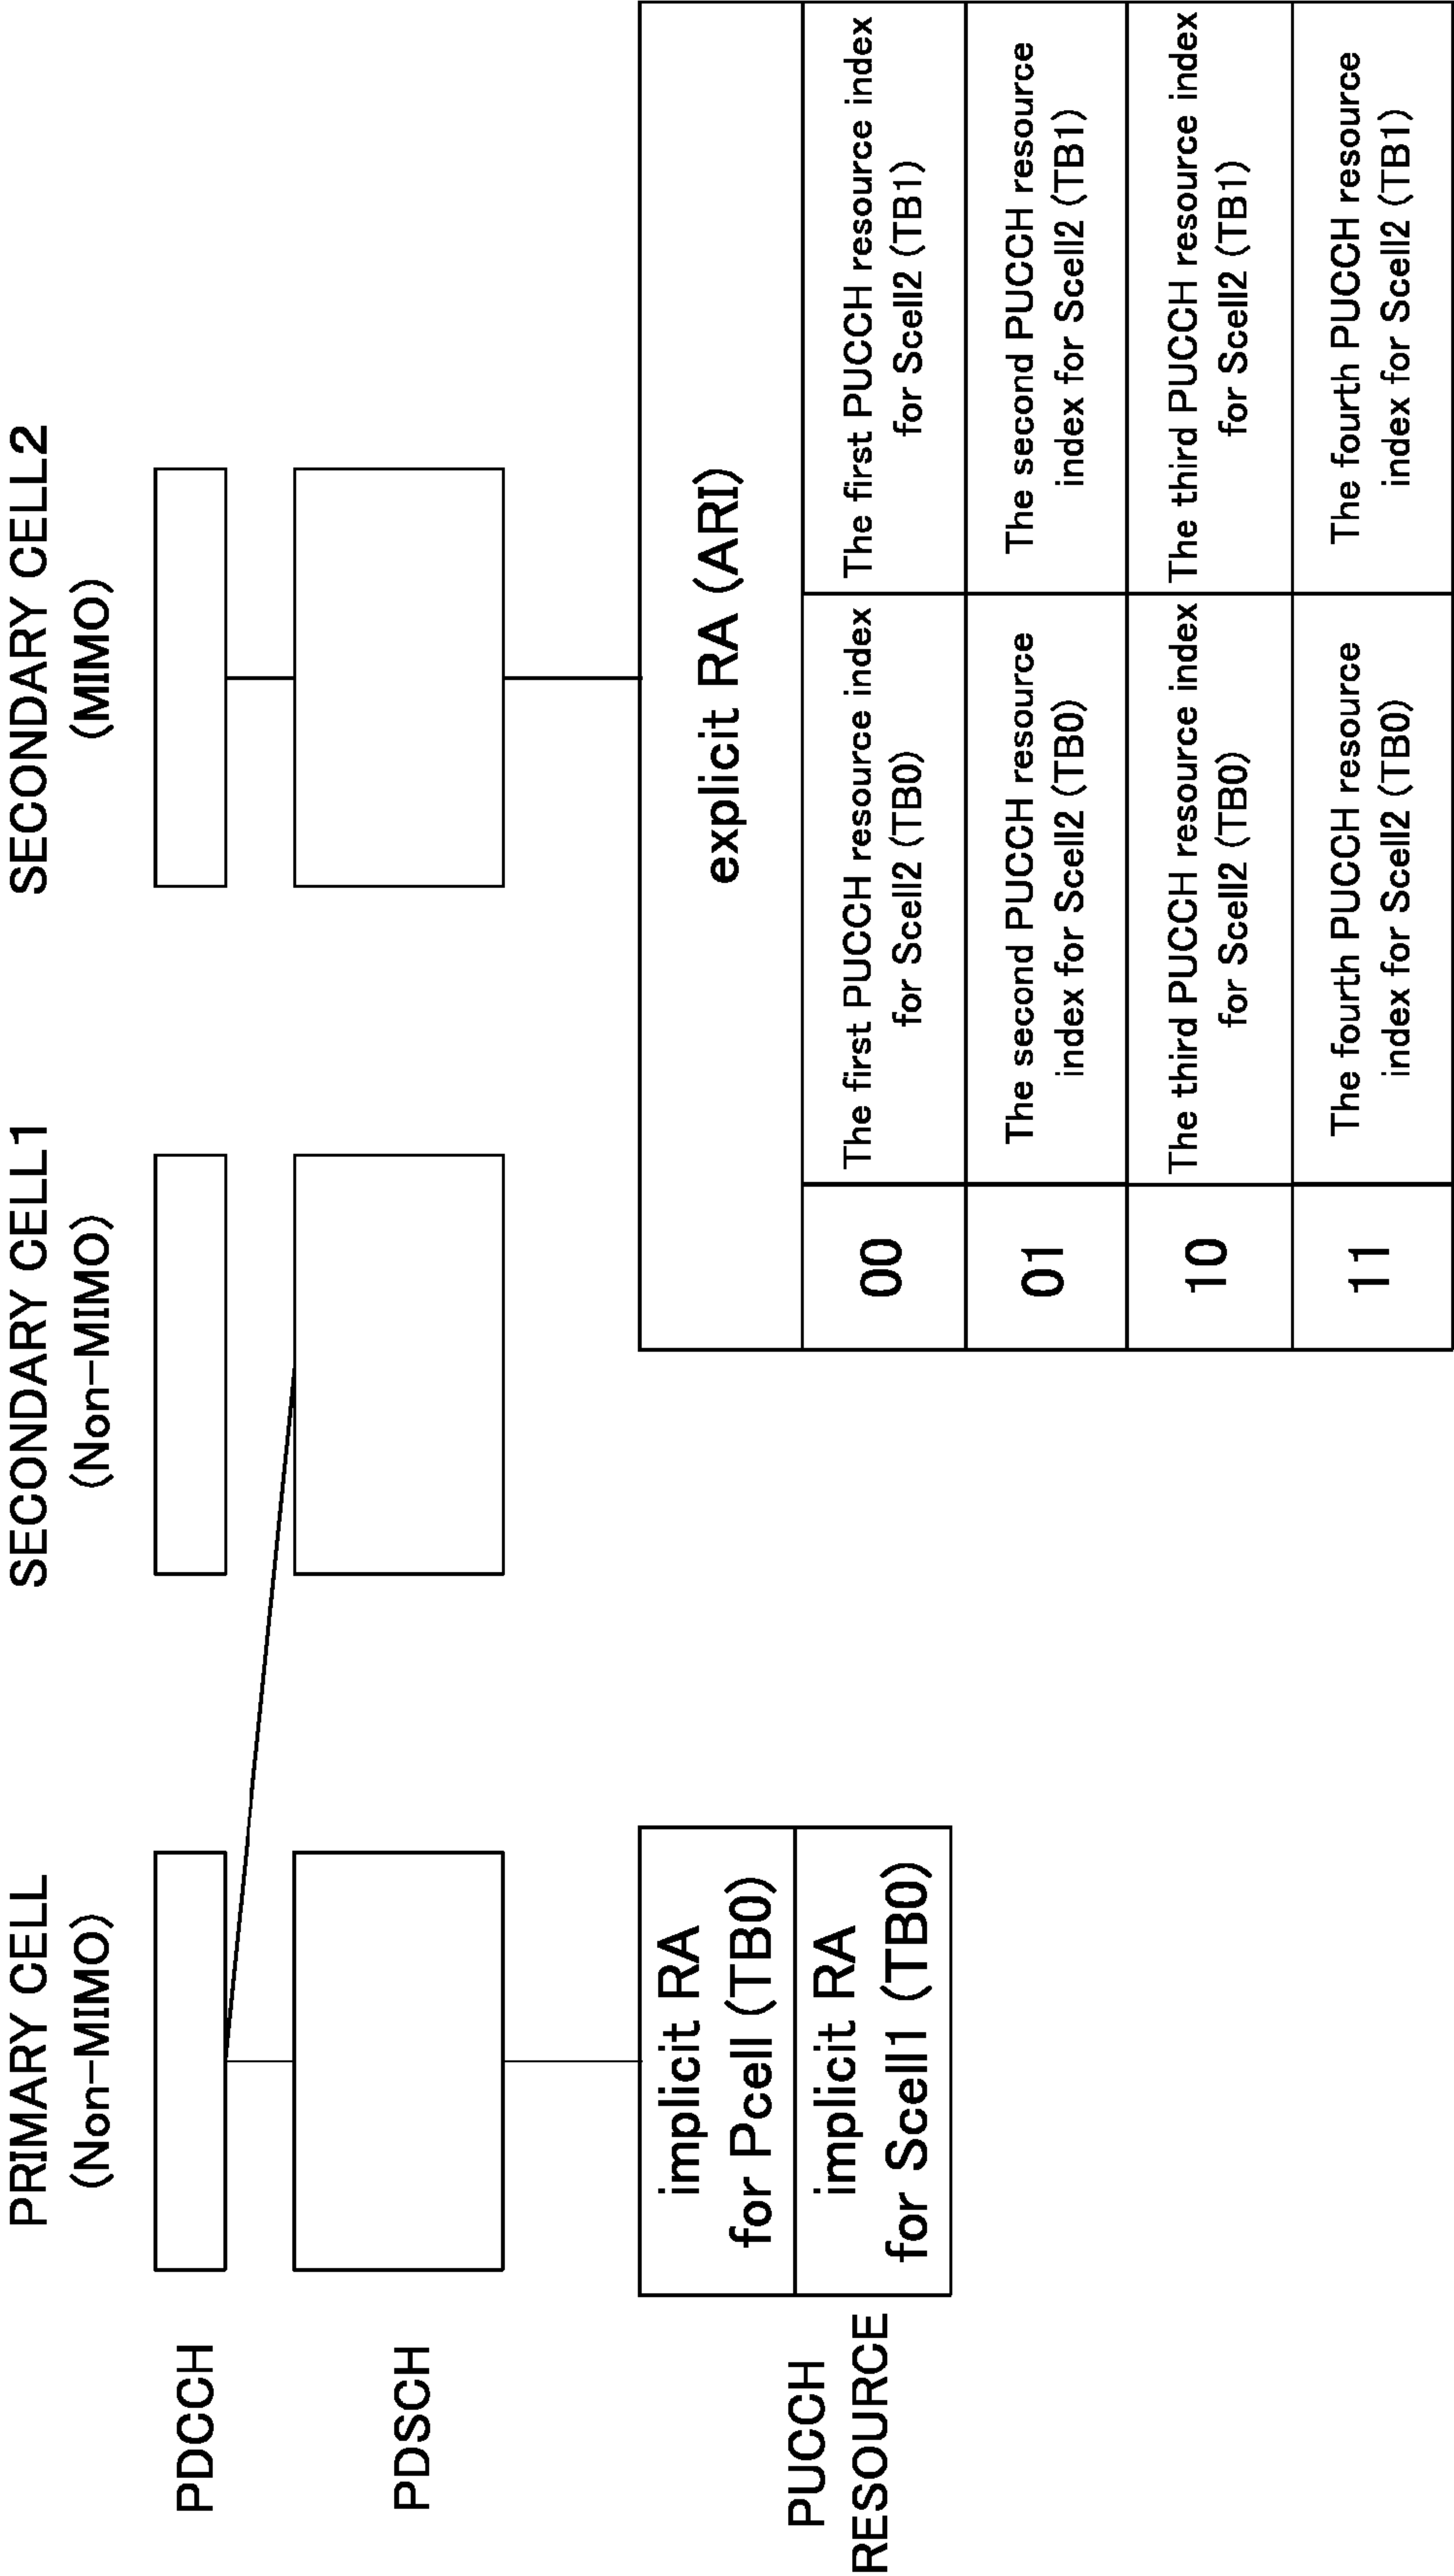 PRIMARY CELL
(Non-MIMO)
SECONDARY CELL1
(Non-MIMO)
SECONDARY CELL2
(MIMO)
PDCCH
PDSCH
PUCCH
RESOURCE
implicit RA
for Pcell (TB0)
implicit RA
for Scell1 (TB0)
explicit RA (ARI)
00
The first PUCCH resource index
for Scell2 (TB0)
The first PUCCH resource index
for Scell2 (TB1)
01
The second PUCCH resource
index for Scell2 (TB0)
The second PUCCH resource
index for Scell2 (TB1)
10
The third PUCCH resource index
for Scell2 (TB0)
The third PUCCH resource index
for Scell2 (TB1)
11
The fourth PUCCH resource
index for Scell2 (TB0)
The fourth PUCCH resource
index for Scell2 (TB1)